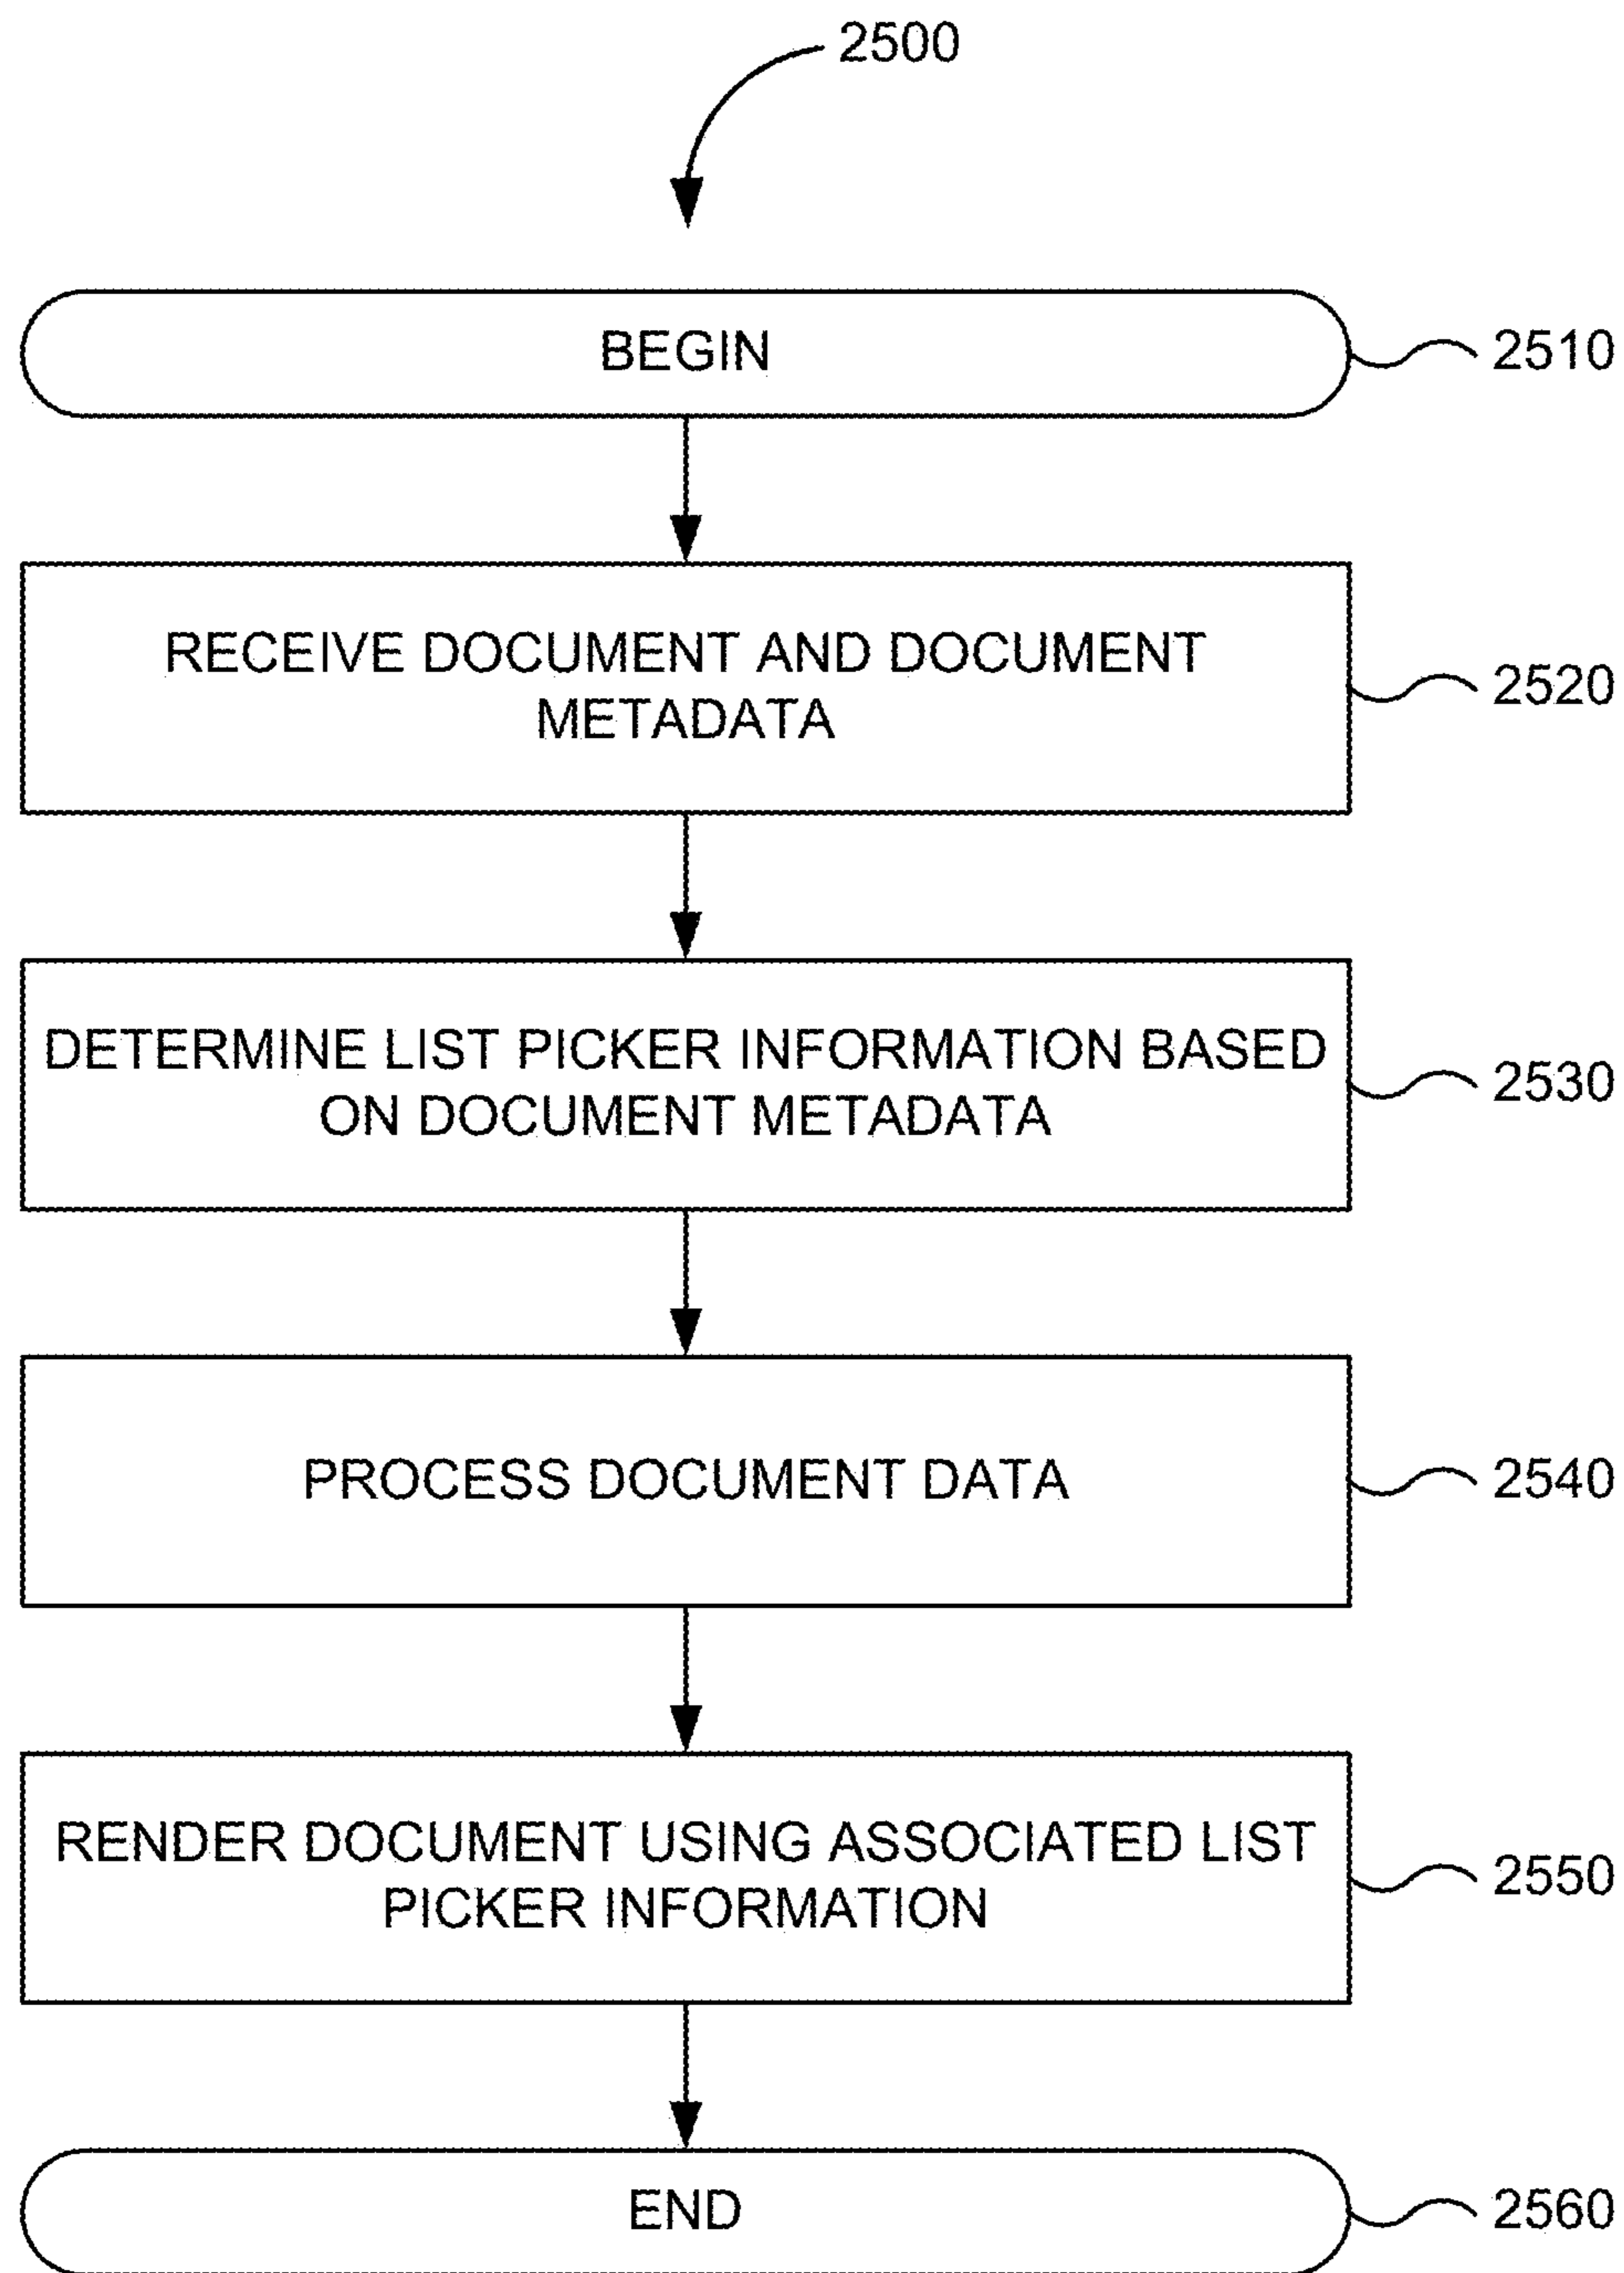 2500
BEGIN
2510
RECEIVE DOCUMENT AND DOCUMENT
METADATA
2520
DETERMINE LIST PICKER INFORMATION BASED
ON DOCUMENT METADATA
2530
PROCESS DOCUMENT DATA
2540
RENDER DOCUMENT USING ASSOCIATED LIST
PICKER INFORMATION
2550
END
2560